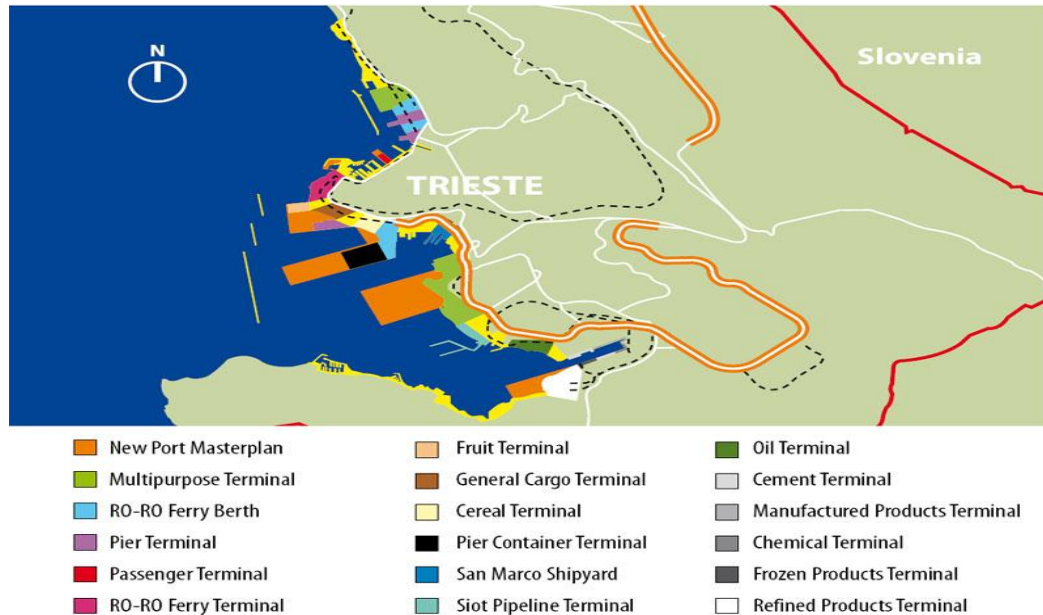 N
Slovenia
TRIESTE
New Port Masterplan
Multipurpose Terminal
RO-RO Ferry Berth
Pier Terminal
Passenger Terminal
RO-RO Ferry Terminal
Fruit Terminal
General Cargo Terminal
Cereal Terminal
Pier Container Terminal
San Marco Shipyard
Siot Pipeline Terminal
Oil Terminal
Cement Terminal
Manufactured Products Terminal
Chemical Terminal
Frozen Products Terminal
Refined Products Terminal